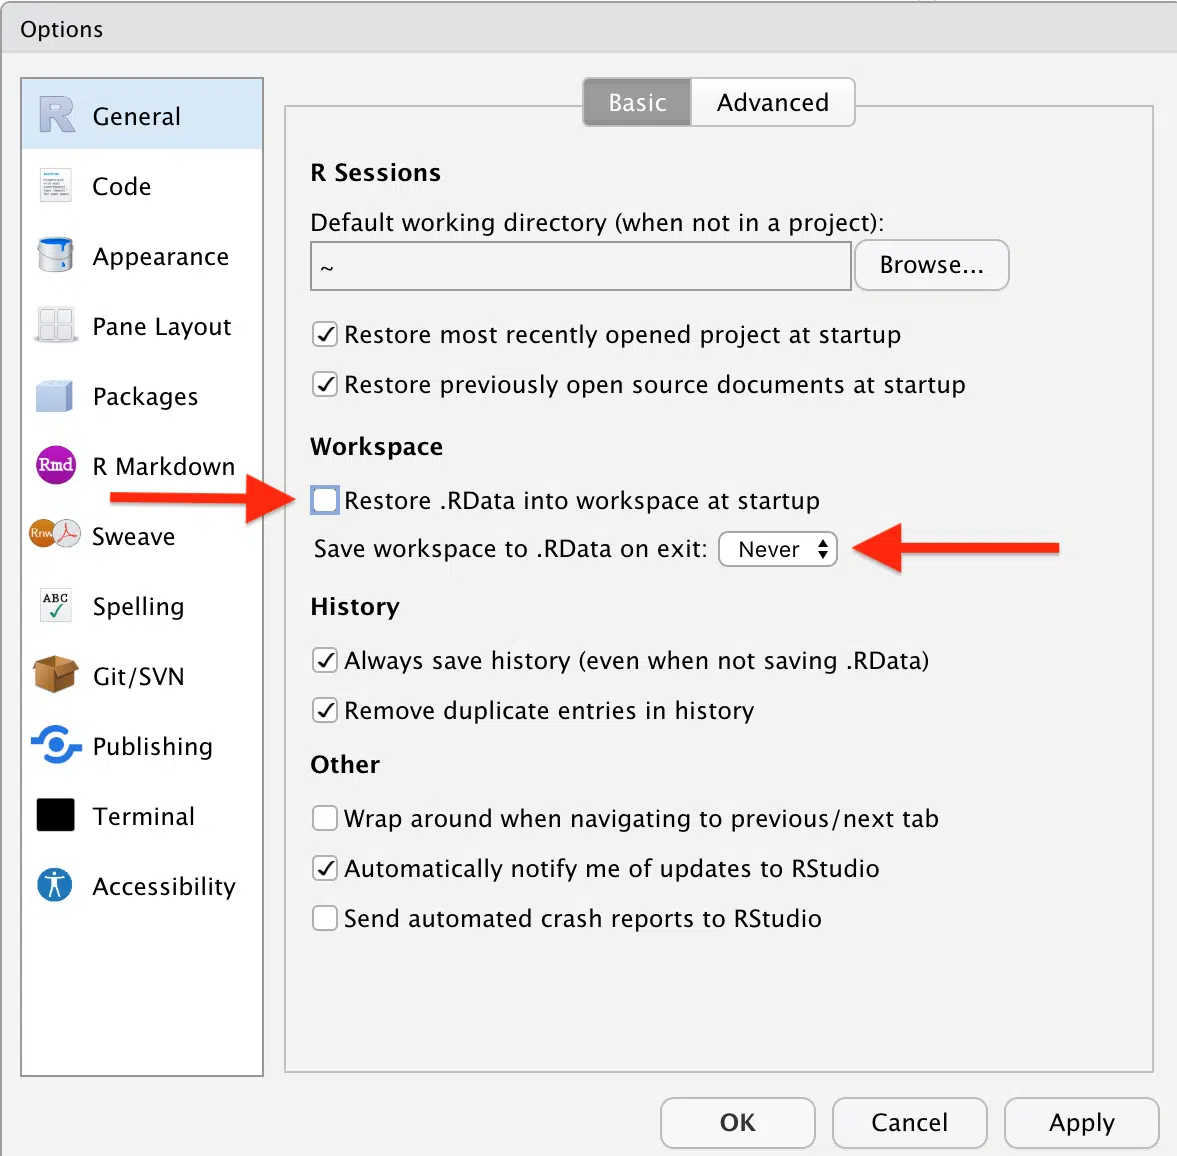 Options
General
Code
Appearance
Pane Layout
Packages
Rmd R Markdown
Rnw Sweave
ABC Spelling
Git/SVN
Publishing
Terminal
Accessibility
Basic Advanced
R Sessions
Default working directory (when not in a project):
~ Browse...
Restore most recently opened project at startup
Restore previously open source documents at startup
Workspace
Restore .RData into workspace at startup
Save workspace to .RData on exit: Never
History
Always save history (even when not saving .RData)
Remove duplicate entries in history
Other
Wrap around when navigating to previous/next tab
Automatically notify me of updates to RStudio
Send automated crash reports to RStudio
OK Cancel Apply